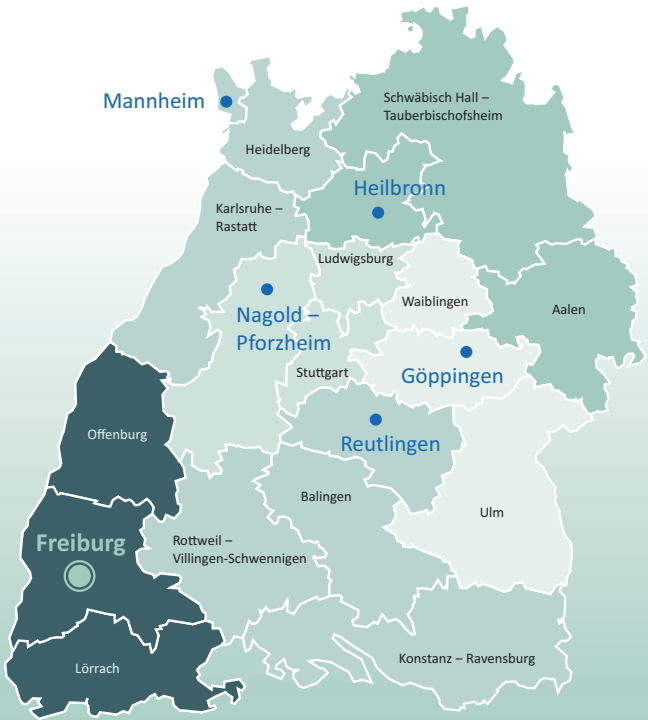 Mannheim
Schwäbisch Hall –
Tauberbischofsheim
Heidelberg
Heilbronn
Karlsruhe –
Rastatt
Ludwigsburg
Waiblingen
Aalen
Nagold –
Pforzheim
Stuttgart
Göppingen
Offenburg
Reutlingen
Balingen
Ulm
Freiburg
Rottweil –
Villingen-Schwennigen
Lörrach
Konstanz – Ravensburg